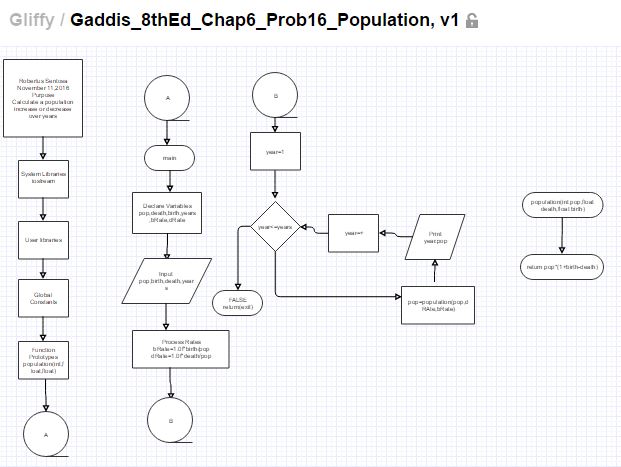 Gliffy / Gaddis_8thEd_Chap6_Prob16_Population, v1
Robertus Sentosa
November 11,2016
Purpose
Calculate a population
increase or decrease
over years
System Libraries
iostream
User libraries
Global
Constants
Function
Prototypes
population(int,f
loat,float)
A
A
main
Declare Variables
pop,death,birth,years
,bRate,dRate
Input
pop,birth,death,year
s
Process Rates
bRate=1.0f*birth/pop
dRate=1.0f*death/pop
B
B
year=1
year<=years
FALSE
return(exit)
year++
Print
year,pop
pop=population(pop,d
RAte,bRate)
population(int pop,float
death,float birth)
return pop*(1+birth-death)